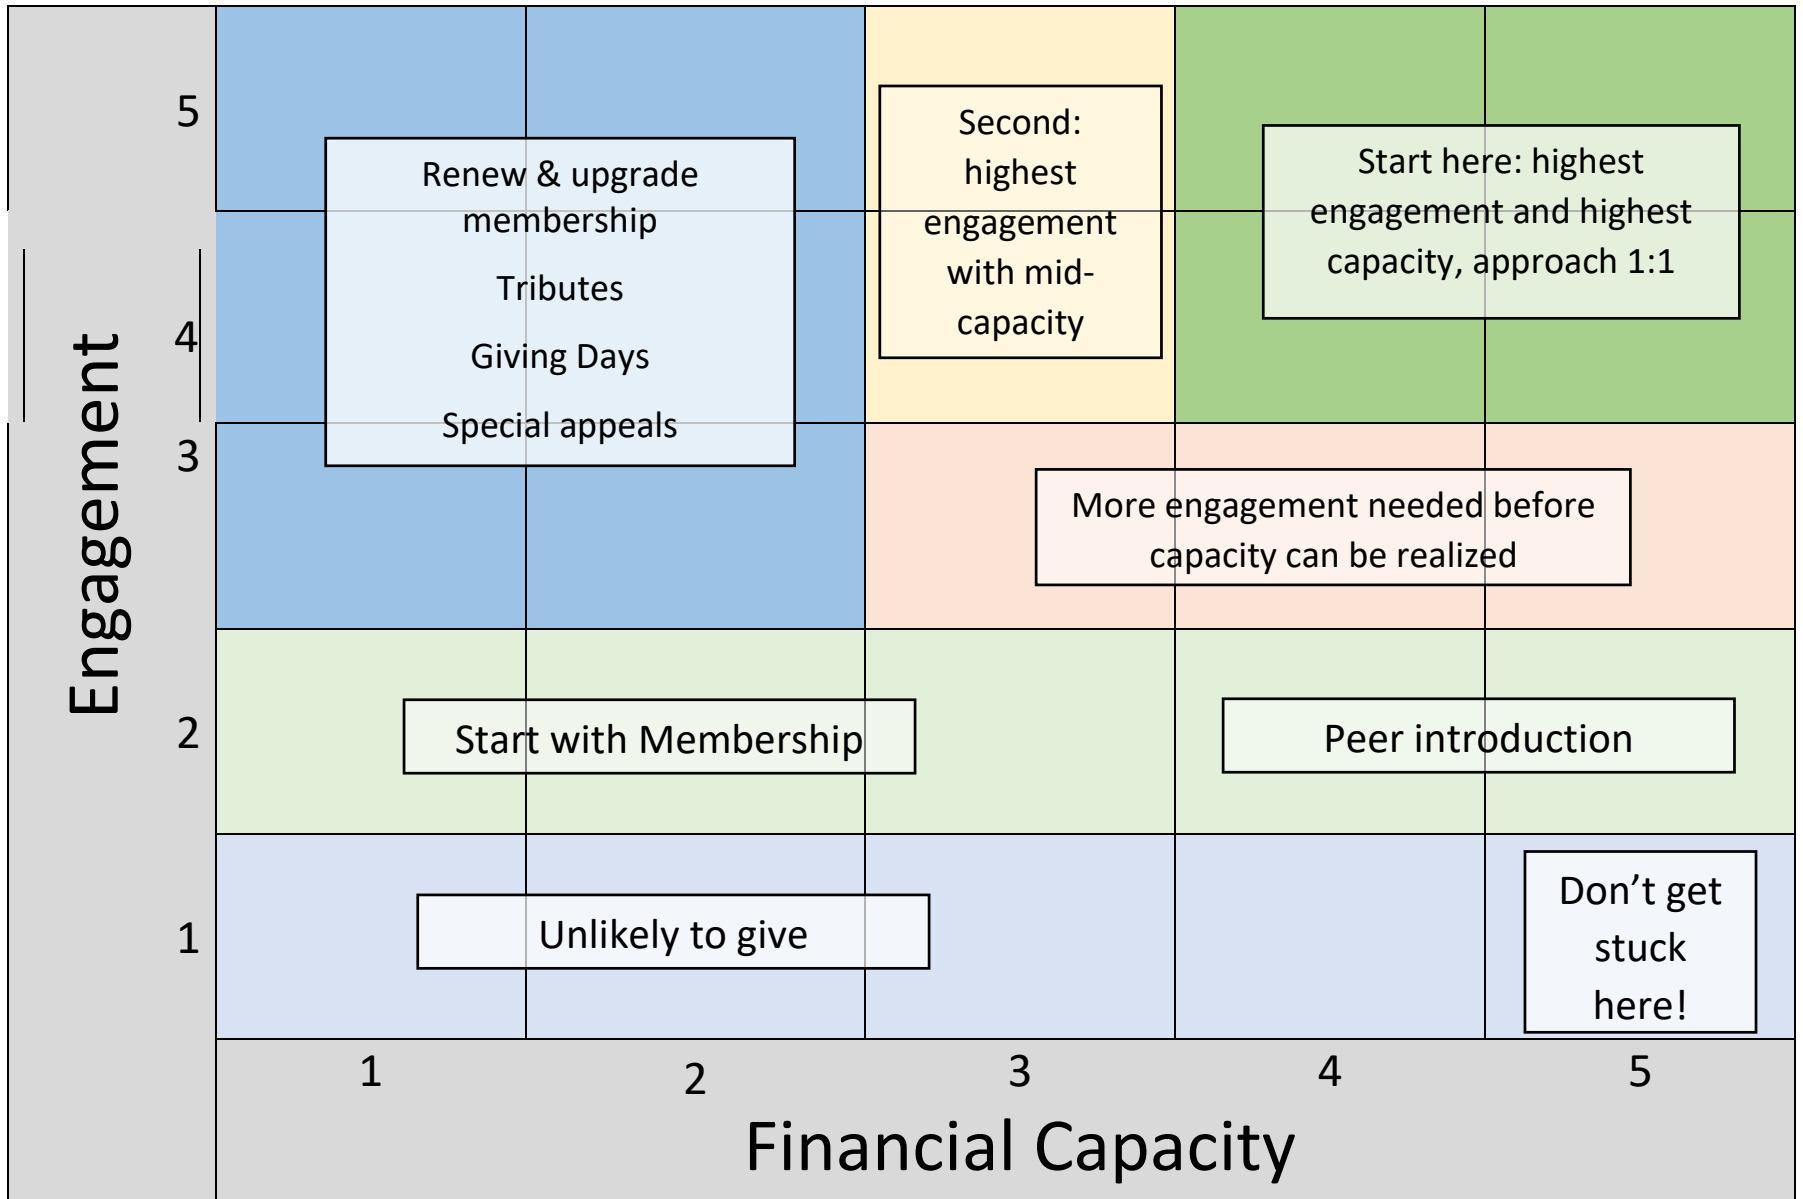 Engagement
5
4
3
2
1
Renew & upgrade
membership
Tributes
Giving Days
Special appeals
Second:
highest
engagement
with mid-
capacity
Start here: highest
engagement and highest
capacity, approach 1:1
More engagement needed before
capacity can be realized
Start with Membership
Peer introduction
Unlikely to give
Don’t get
stuck
here!
1
2
3
4
5
Financial Capacity